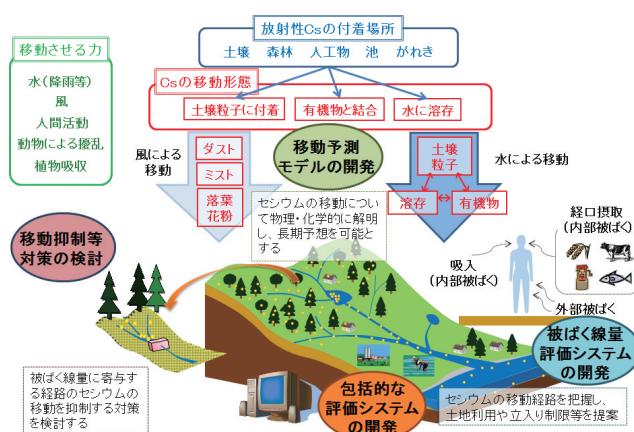 放射性Csの付着場所
土壌 森林 人工物 池 がれき
移動させる力
水(降雨等)
風
人間活動
動物による擾乱
植物吸収
Csの移動形態
土壌粒子に付着
有機物と結合
水に溶存
風による
移動
ダスト
ミスト
落葉
花粉
移動予測
モデルの開発
土壌
粒子
溶存
有機物
水による移動
セシウムの移動について
物理・化学的に解明
し、長期予想を可能と
する
移動抑制等
対策の検討
経口摂取
(内部被ばく)
吸入
(内部被ばく)
外部被ばく
被ばく線量
評価システム
の開発
被ばく線量に寄与す
る経路のセシウムの
移動を抑制する対策
を検討する
包括的な
評価システム
の開発
セシウムの移動経路を把握し、
土地利用や立入り制限等を提案